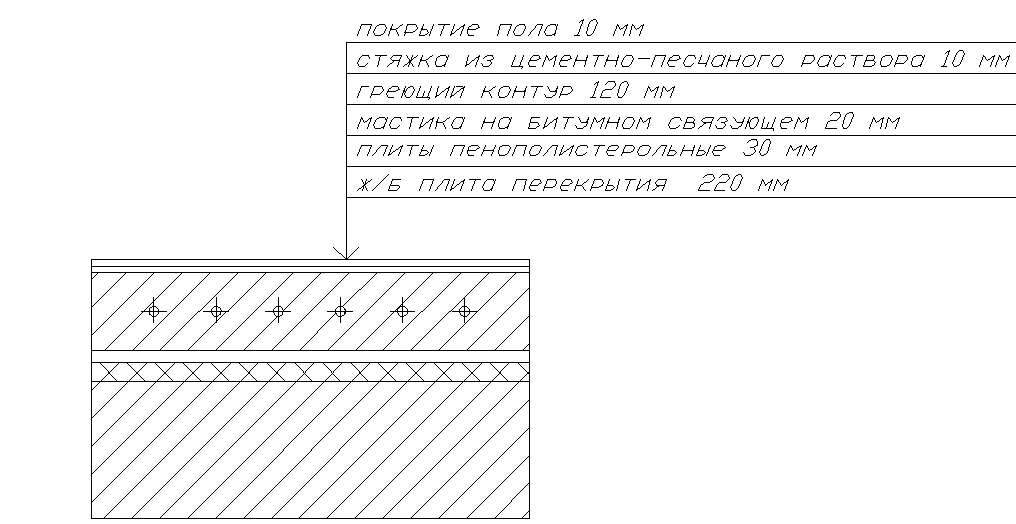 покрытие пола 10 мм
стяжка из цементно-песчаного раствора 10 мм
греющий контур 120 мм
мастика на битумном связующем 20 мм
плиты пенополистерольные 30 мм
ж/б плита перекрытия 220 мм